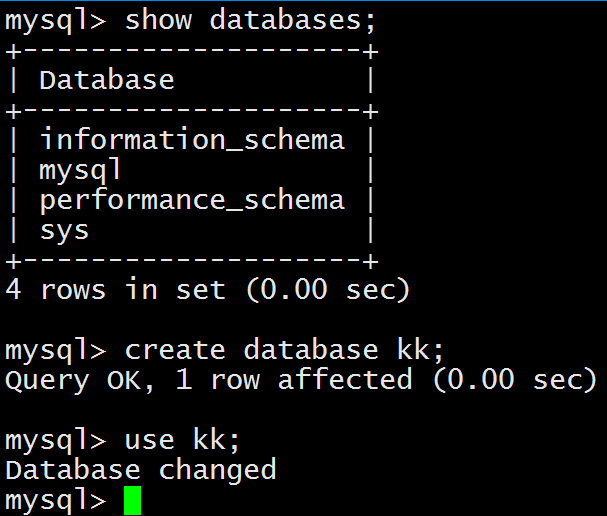 mysql> show databases;
+--------------------+
| Database           |
+--------------------+
| information_schema |
| mysql              |
| performance_schema |
| sys                |
+--------------------+
4 rows in set (0.00 sec)

mysql> create database kk;
Query OK, 1 row affected (0.00 sec)

mysql> use kk;
Database changed
mysql>